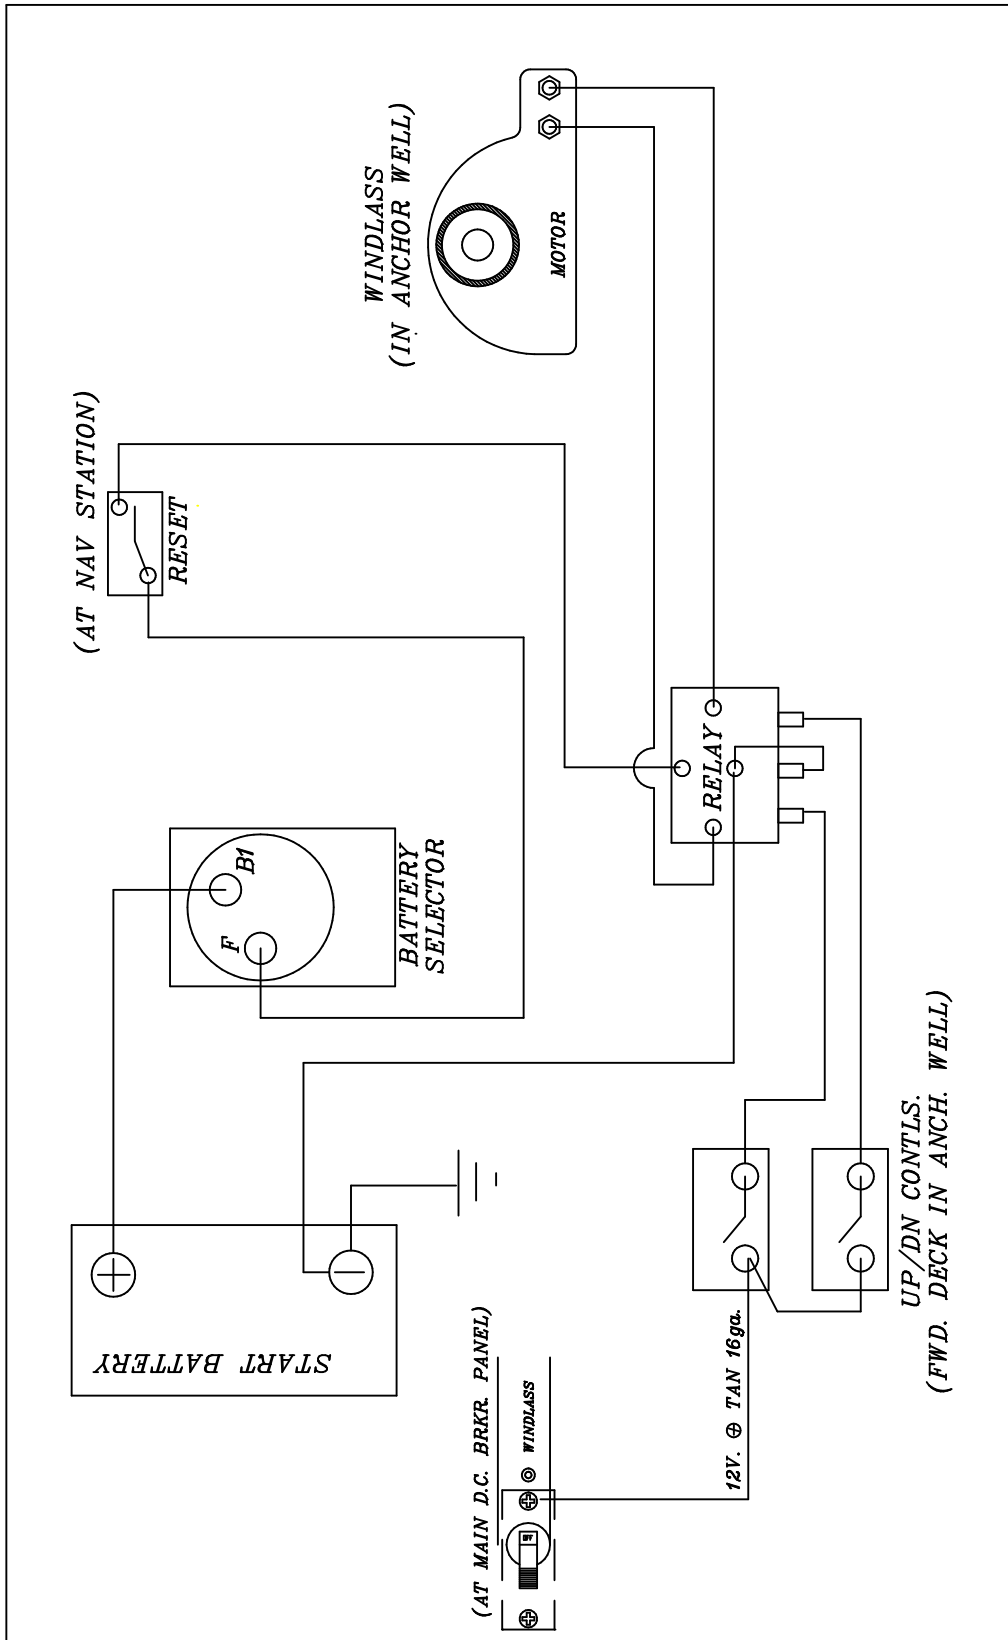 WINDLASS
(IN ANCHOR WELL)
MOTOR
(AT NAV STATION)
RESET
RELAY
B1
F
BATTERY
SELECTOR
START BATTERY
UP/DN CONTLS.
(FWD. DECK IN ANCH. WELL)
12V. ⊕ TAN 16ga.
(AT MAIN D.C. BRKR. PANEL)
WINDLASS
OFF